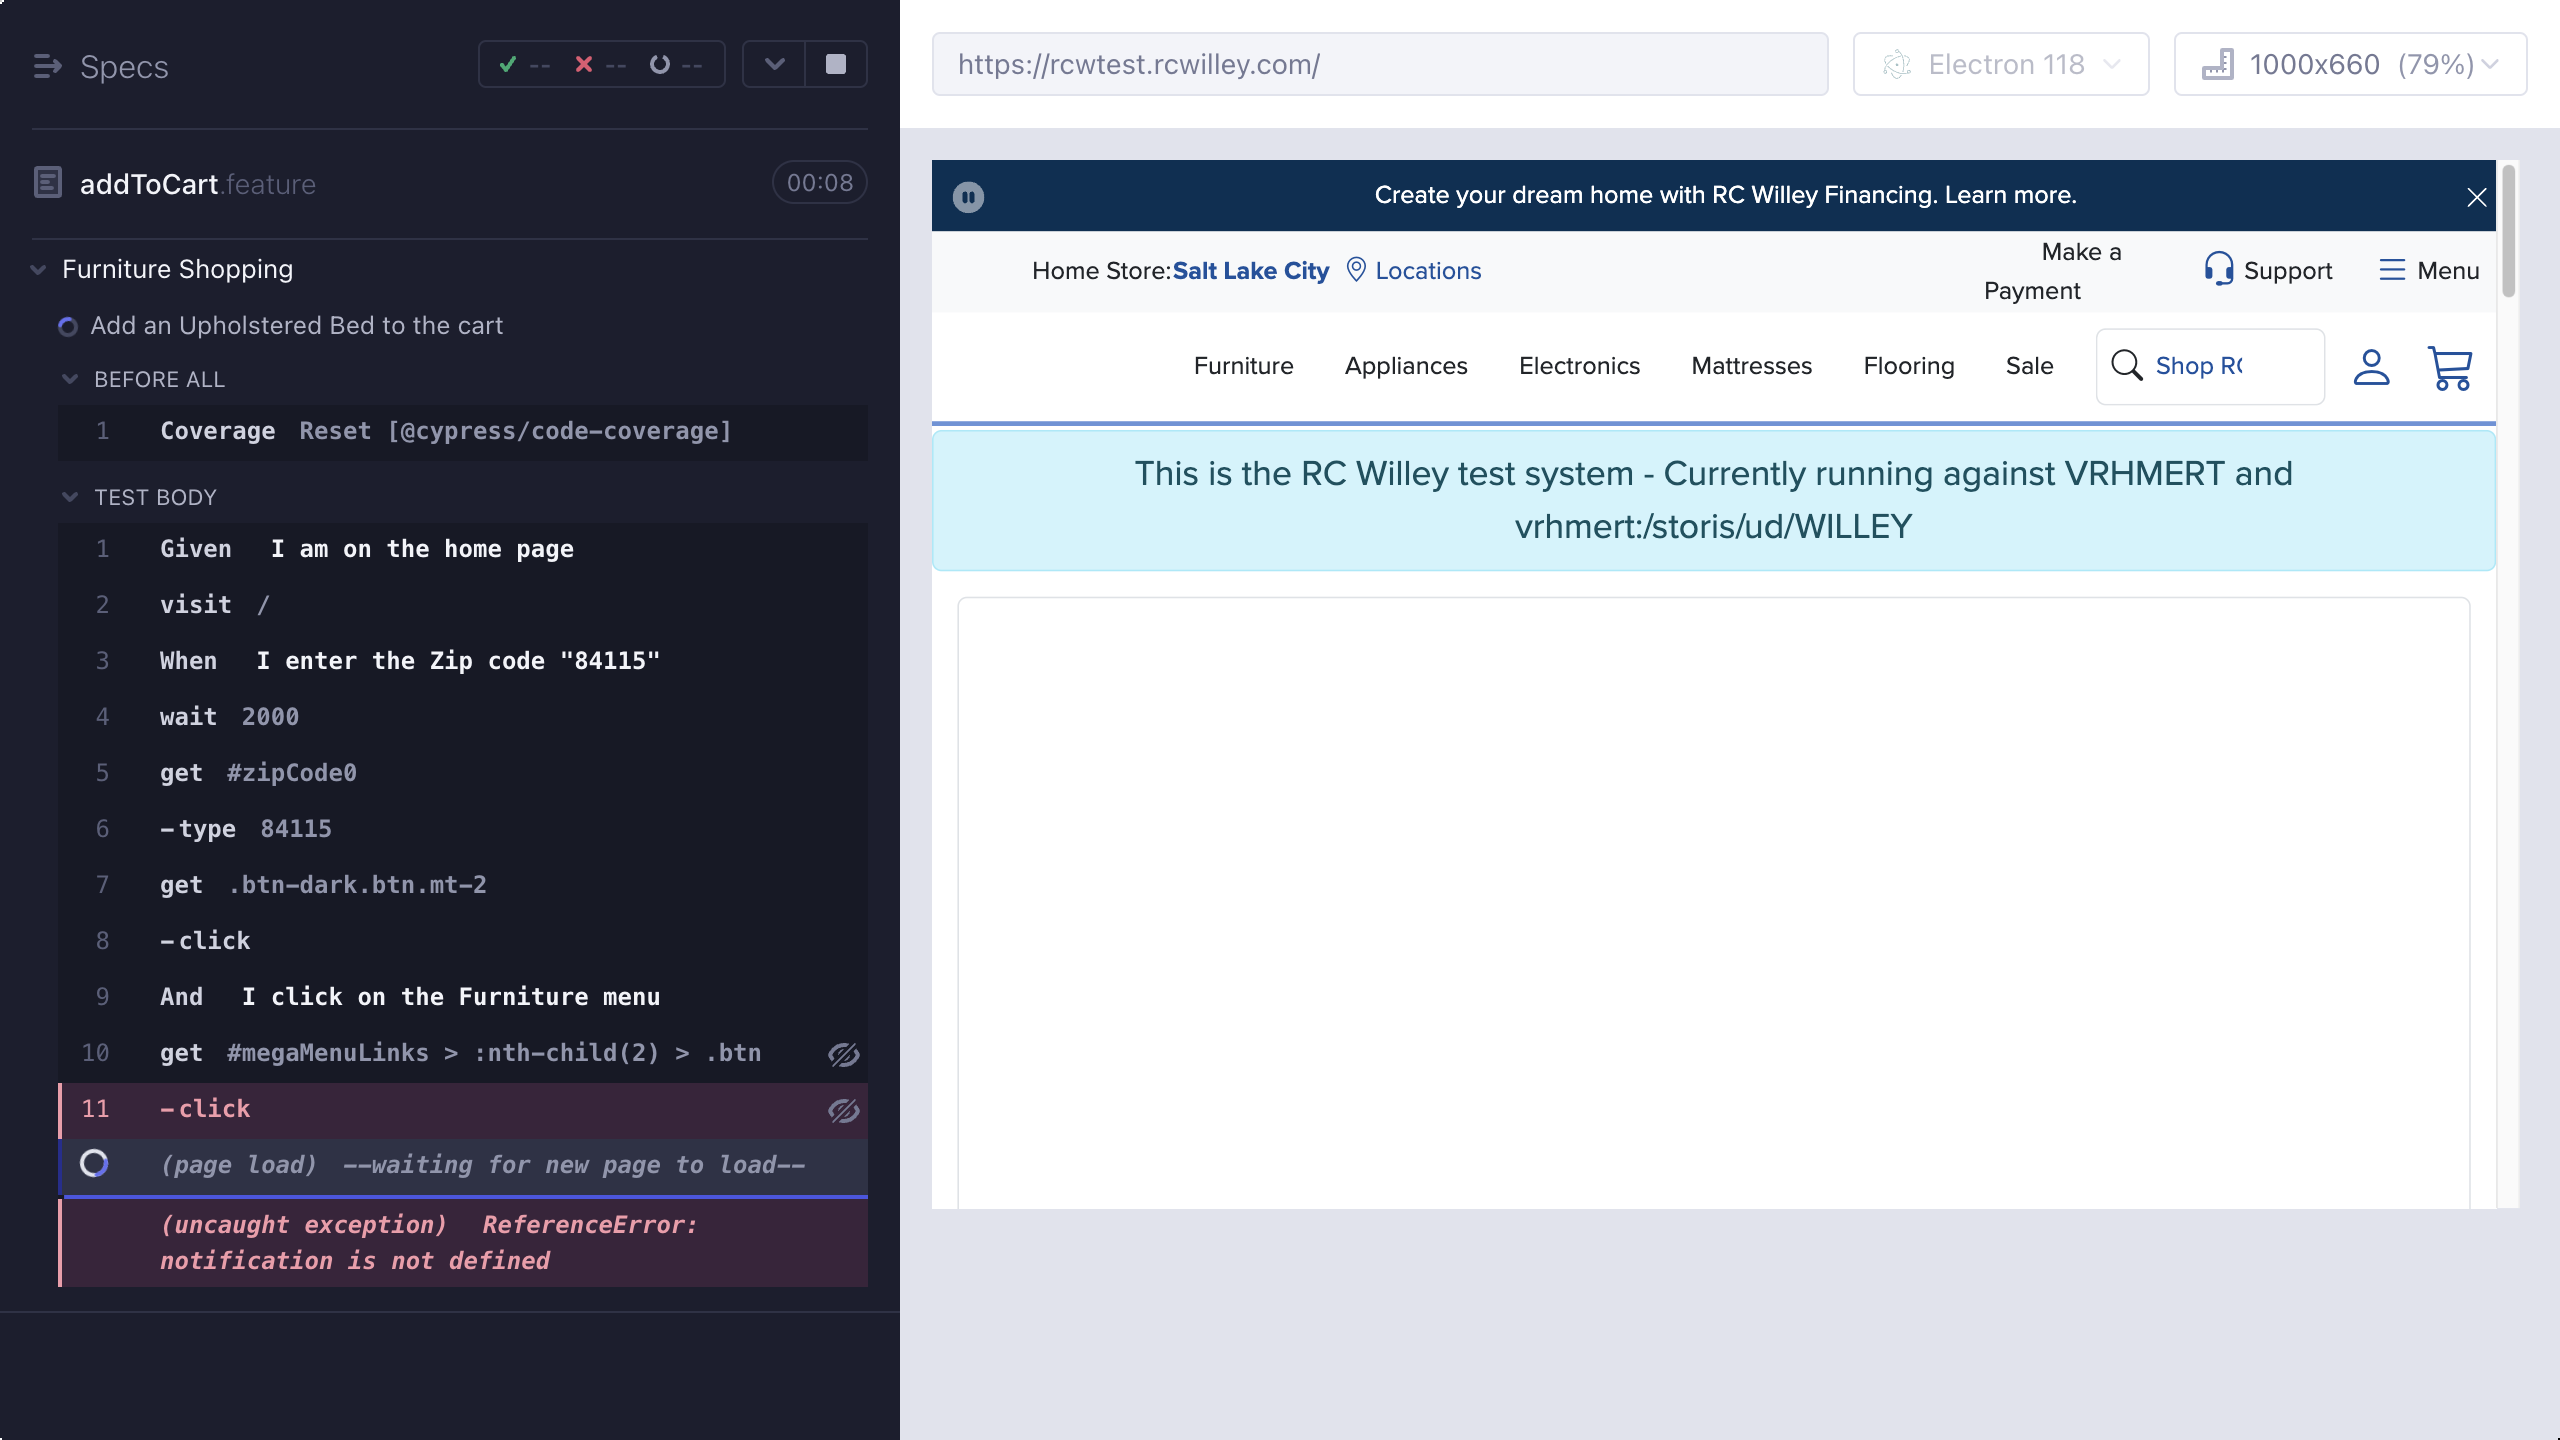 Specs
-- -- --
addToCart.feature
00:08
Furniture Shopping
Add an Upholstered Bed to the cart
BEFORE ALL
1 Coverage Reset [@cypress/code-coverage]
TEST BODY
1 Given I am on the home page
2 visit /
3 When I enter the Zip code "84115"
4 wait 2000
5 get #zipCode0
6 -type 84115
7 get .btn-dark.btn.mt-2
8 -click
9 And I click on the Furniture menu
10 get #megaMenuLinks > :nth-child(2) > .btn
11 -click
(page load) --waiting for new page to load--
(uncaught exception) ReferenceError:
notification is not defined
https://rcwtest.rcwilley.com/
Electron 118
1000x660 (79%)
Create your dream home with RC Willey Financing. Learn more.
Home Store:Salt Lake City Locations
Make a
Payment
Support
Menu
Furniture Appliances Electronics Mattresses Flooring Sale
Shop RC
This is the RC Willey test system - Currently running against VRHMERT and
vrhmert:/storis/ud/WILLEY